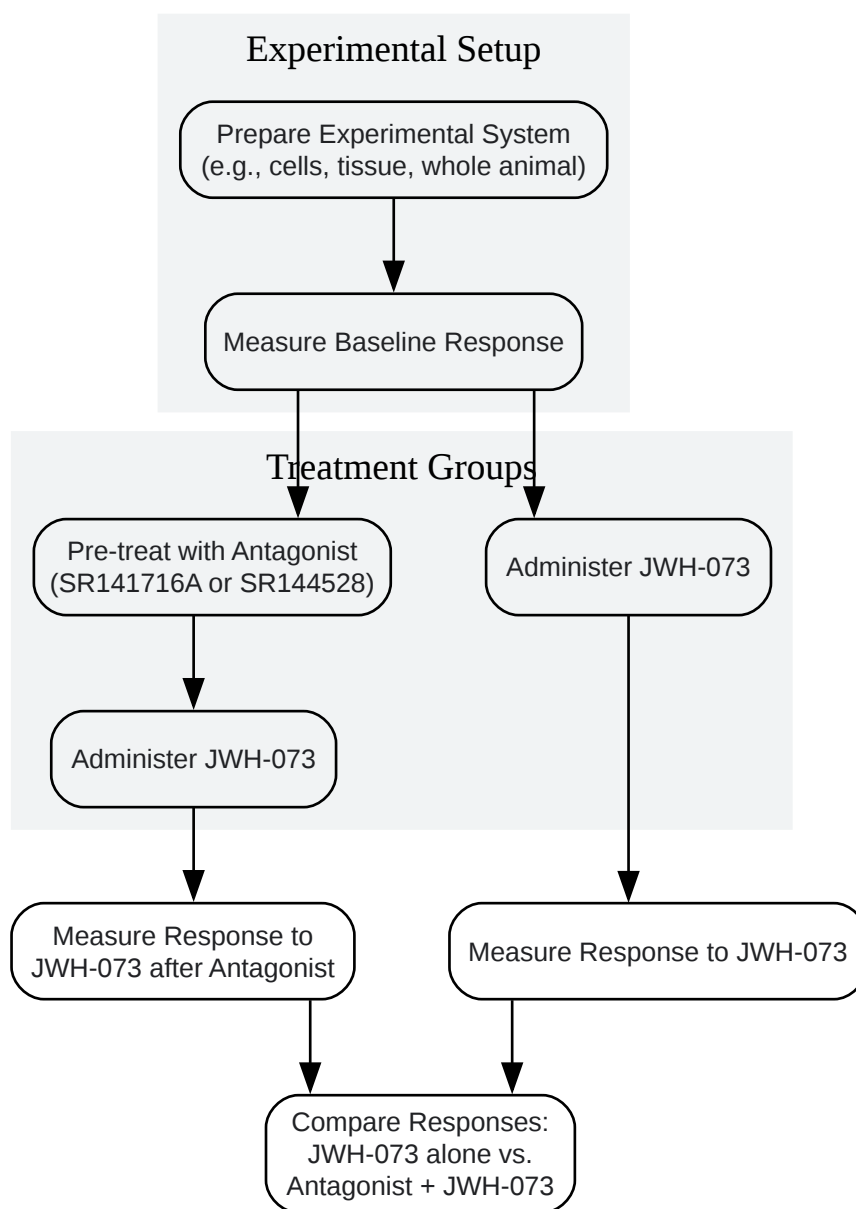 Experimental Setup
Prepare Experimental System
(e.g., cells, tissue, whole animal)
Measure Baseline Response
Treatment Groups
Pre-treat with Antagonist
(SR141716A or SR144528)
Administer JWH-073
Administer JWH-073
Measure Response to
JWH-073 after Antagonist
Measure Response to JWH-073
Compare Responses:
JWH-073 alone vs.
Antagonist + JWH-073